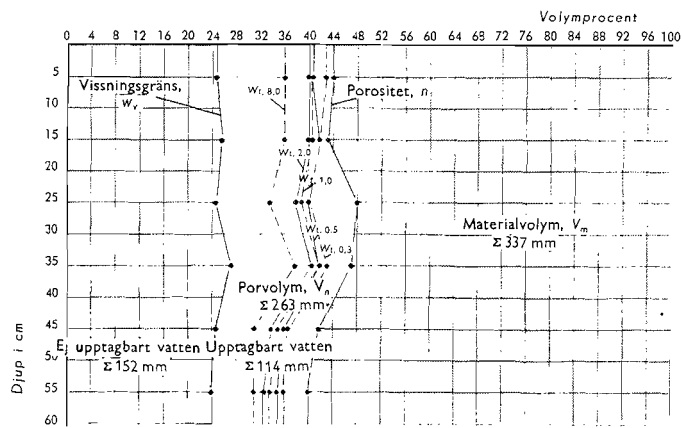 Volymprocent
0 4 8 12 16 20 24 28 32 36 40 44 48 52 56 60 64 68 72 76 80 84 88 92 96 100
5
Vissningsgräns,
Wv
Wt, 8,0
Porositet, n
10
15
Wt, 2,0
20
Wt, 1,0
25
Materialvolym, Vm
Σ 337 mm
30
Wt, 0,5
Wt, 0,3
35
Porvolym, Vn
Σ 263 mm
40
45
Ej upptagbart vatten Upptagbart vatten
Σ 152 mm Σ 114 mm
50
55
60
Djup i cm